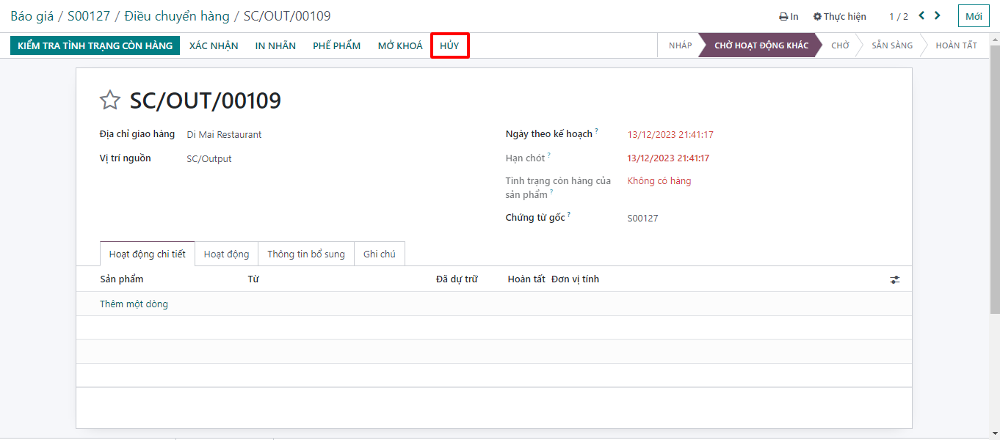 Báo giá / S00127 / Điều chuyển hàng / SC/OUT/00109 In Thực hiện 1 / 2 Mới
KIỂM TRA TÌNH TRẠNG CÒN HÀNG XÁC NHẬN IN NHÃN PHẾ PHẨM MỞ KHOÁ HỦY NHÁP CHỜ HOẠT ĐỘNG KHÁC CHỜ SẴN SÀNG HOÀN TẤT
SC/OUT/00109
Địa chỉ giao hàng Di Mai Restaurant
Vị trí nguồn SC/Output
Ngày theo kế hoạch ? 13/12/2023 21:41:17
Hạn chót ? 13/12/2023 21:41:17
Tình trạng còn hàng của Không có hàng
sản phẩm ?
Chứng từ gốc ? S00127
Hoạt động chi tiết Hoạt động Thông tin bổ sung Ghi chú
Sản phẩm Từ Đã dự trữ Hoàn tất Đơn vị tính
Thêm một dòng